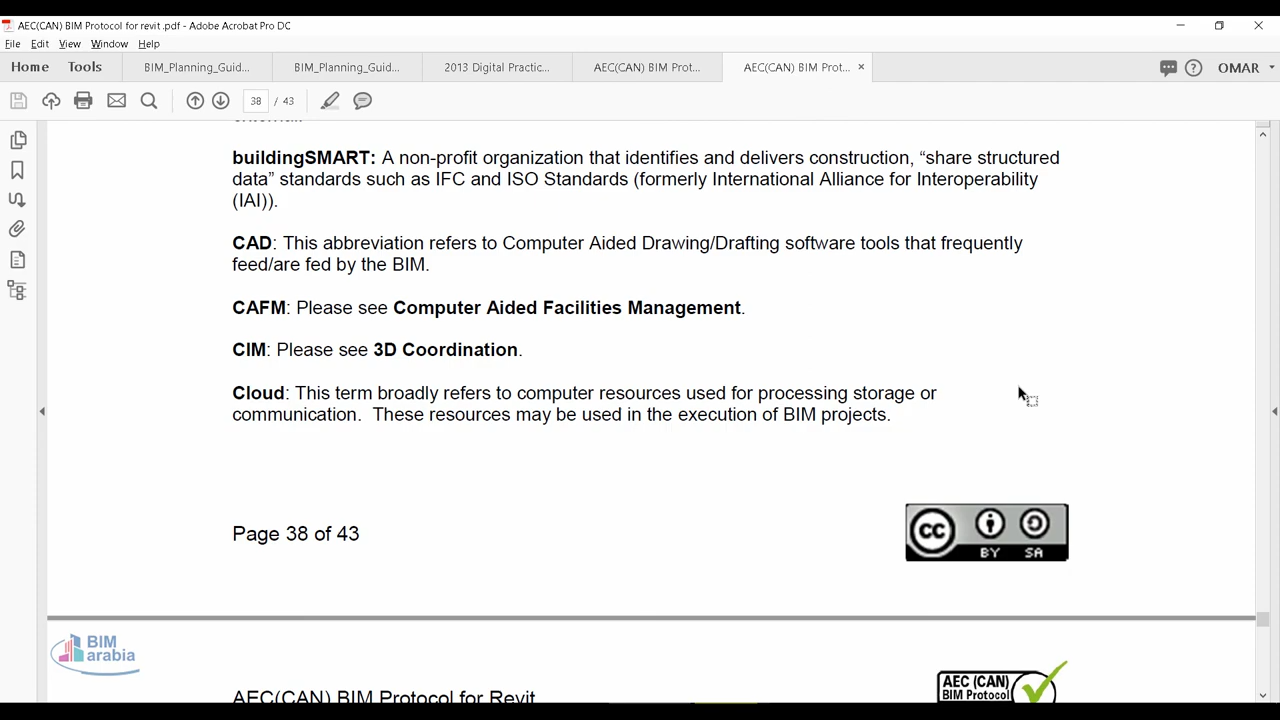 AEC(CAN) BIM Protocol for revit .pdf - Adobe Acrobat Pro DC
File Edit View Window Help
Home Tools BIM_Planning_Guid... BIM_Planning_Guid... 2013 Digital Practic... AEC(CAN) BIM Prot... AEC(CAN) BIM Prot... × OMAR
38 / 43
buildingSMART: A non-profit organization that identifies and delivers construction, “share structured
data” standards such as IFC and ISO Standards (formerly International Alliance for Interoperability
(IAI)).
CAD: This abbreviation refers to Computer Aided Drawing/Drafting software tools that frequently
feed/are fed by the BIM.
CAFM: Please see Computer Aided Facilities Management.
CIM: Please see 3D Coordination.
Cloud: This term broadly refers to computer resources used for processing storage or
communication. These resources may be used in the execution of BIM projects.
Page 38 of 43
cc BY SA
BIM
arabia
AEC(CAN) BIM Protocol for Revit
AEC (CAN)
BIM Protocol